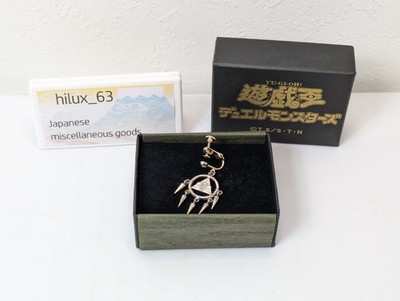 hilux_63
Japanese
miscellaneous goods
YU-GI-OH!
遊戯王
デュエルモンスターズ
©T S/S・T・N